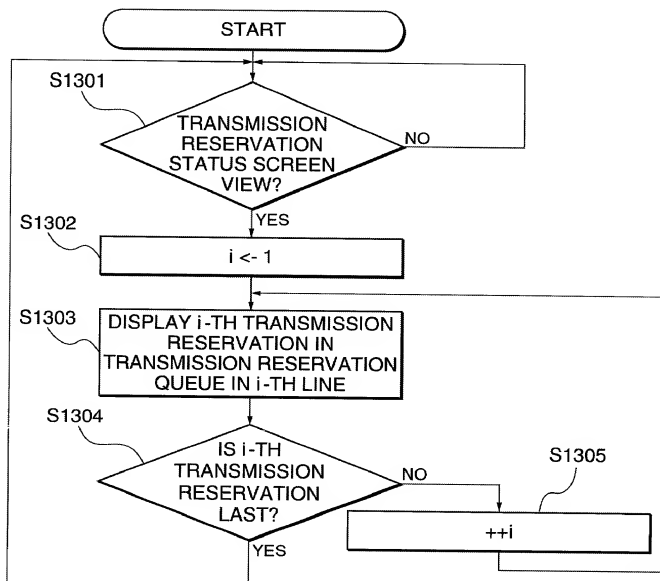 START
S1301
TRANSMISSION
RESERVATION
STATUS SCREEN
VIEW?
NO
YES
S1302
i <- 1
S1303
DISPLAY i-TH TRANSMISSION
RESERVATION IN
TRANSMISSION RESERVATION
QUEUE IN i-TH LINE
S1304
IS i-TH
TRANSMISSION
RESERVATION
LAST?
NO
YES
S1305
++i